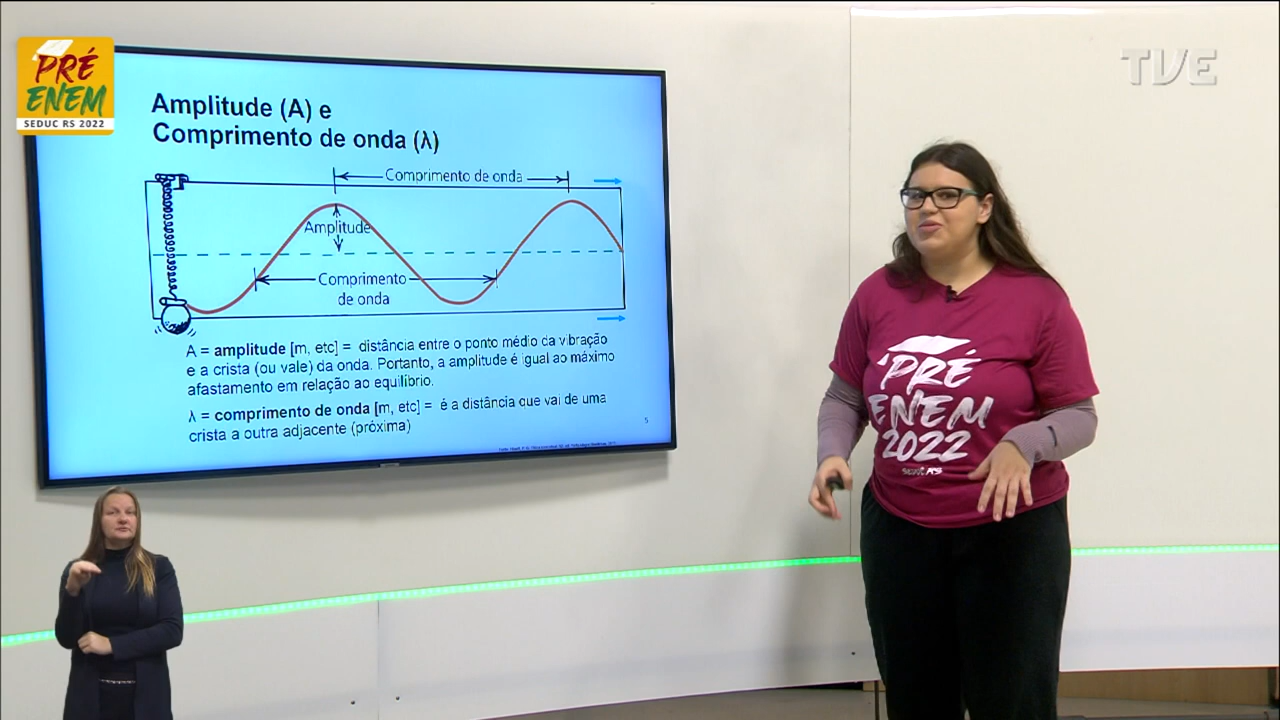 PRÉ
ENEM
SEDUC RS 2022
TVE
Amplitude (A) e
Comprimento de onda (λ)
Comprimento de onda
Amplitude
Comprimento
de onda
A = amplitude [m, etc] = distância entre o ponto médio da vibração
e a crista (ou vale) da onda. Portanto, a amplitude é igual ao máximo
afastamento em relação ao equilíbrio.
λ = comprimento de onda [m, etc] = é a distância que vai de uma
crista a outra adjacente (próxima)
5
PRÉ
ENEM
2022
SEDUC RS